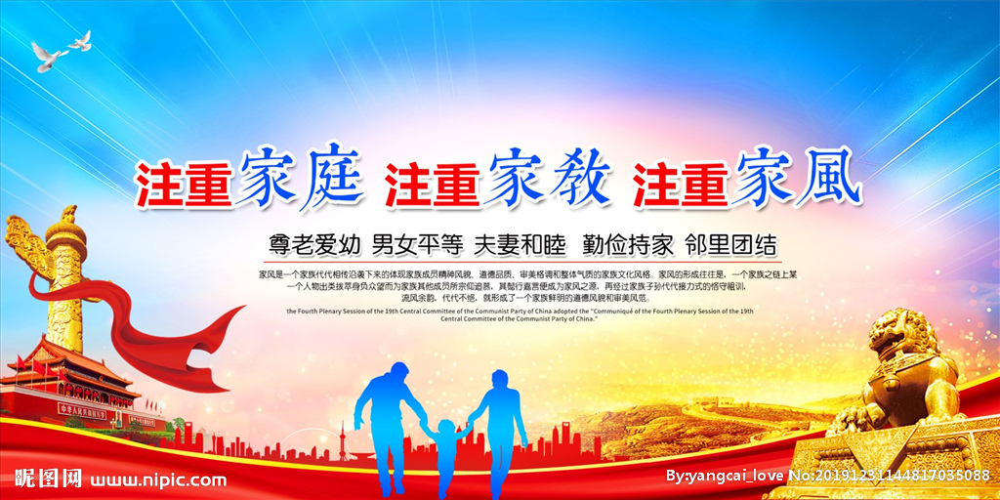 注重家庭 注重家教 注重家風
尊老爱幼 男女平等 夫妻和睦 勤俭持家 邻里团结
家风是一个家族代代相传沿袭下来的体现家族成员精神风貌、道德品质、审美格调和整体气质的家族文化风格。家风的形成往往是，一个家族之链上某
一个人物出类拔萃身负众望而为家族其他成员所宗仰追慕，其懿行嘉言便成为家风之源，再经过家族子孙代代接力式的恪守祖训，
流风余韵、代代不绝，就形成了一个家族鲜明的道德风貌和审美风范。
the Fourth Plenary Session of the 19th Central Committee of the Communist Party of China adopted the "Communiqué of the Fourth Plenary Session of the 19th
Central Committee of the Communist Party of China."
昵图网 www.nipic.com
By:yangcai_love No:20191231144817035088